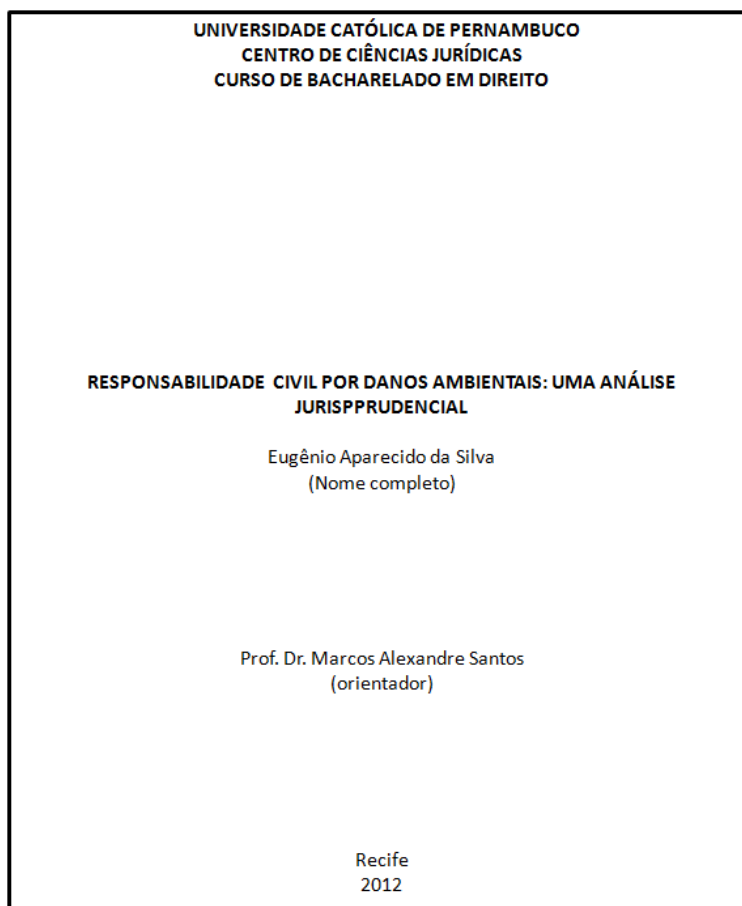 UNIVERSIDADE CATÓLICA DE PERNAMBUCO
CENTRO DE CIÊNCIAS JURÍDICAS
CURSO DE BACHARELADO EM DIREITO
RESPONSABILIDADE CIVIL POR DANOS AMBIENTAIS: UMA ANÁLISE
JURISPPRUDENCIAL
Eugênio Aparecido da Silva
(Nome completo)
Prof. Dr. Marcos Alexandre Santos
(orientador)
Recife
2012